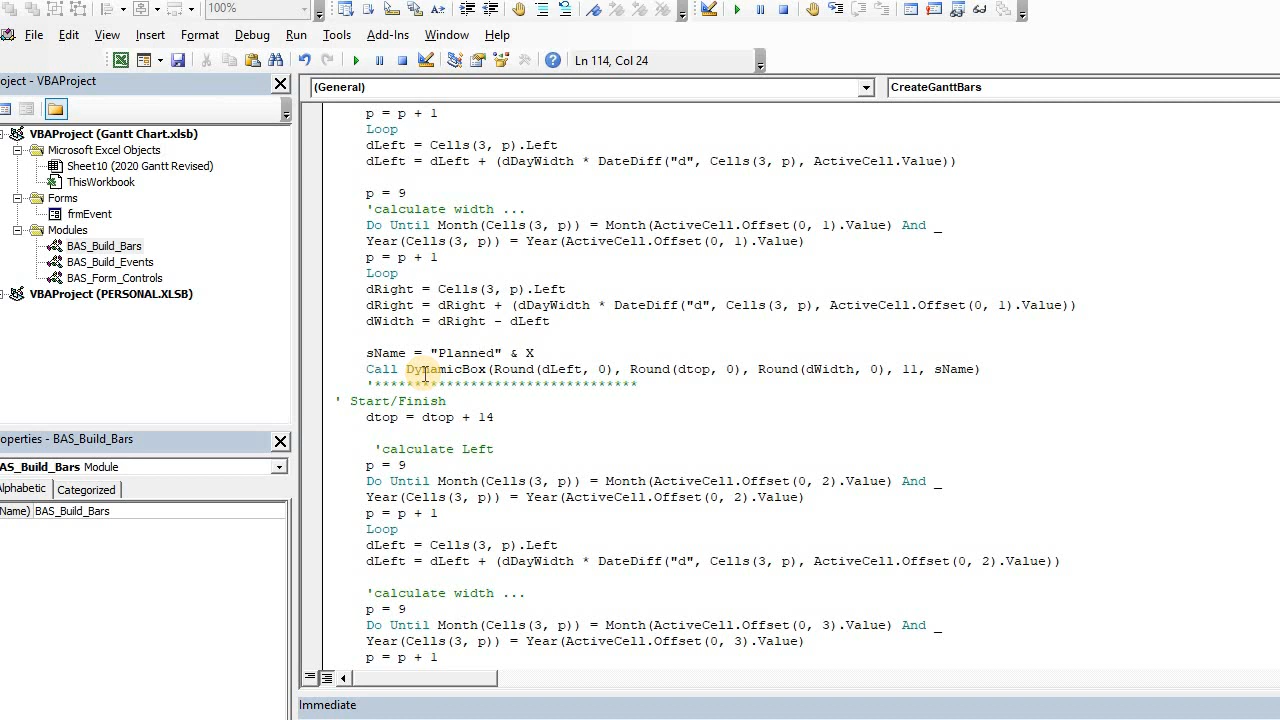 100%
File Edit View Insert Format Debug Run Tools Add-Ins Window Help
Ln 114, Col 24
oject - VBAProject
VBAProject (Gantt Chart.xlsb)
Microsoft Excel Objects
Sheet10 (2020 Gantt Revised)
ThisWorkbook
Forms
frmEvent
Modules
BAS_Build_Bars
BAS_Build_Events
BAS_Form_Controls
VBAProject (PERSONAL.XLSB)
operties - BAS_Build_Bars
AS_Build_Bars Module
lphabetic Categorized
Name) BAS_Build_Bars
(General) CreateGanttBars
p = p + 1
Loop
dLeft = Cells(3, p).Left
dLeft = dLeft + (dDayWidth * DateDiff("d", Cells(3, p), ActiveCell.Value))
p = 9
'calculate width ...
Do Until Month(Cells(3, p)) = Month(ActiveCell.Offset(0, 1).Value) And _
Year(Cells(3, p)) = Year(ActiveCell.Offset(0, 1).Value)
p = p + 1
Loop
dRight = Cells(3, p).Left
dRight = dRight + (dDayWidth * DateDiff("d", Cells(3, p), ActiveCell.Offset(0, 1).Value))
dWidth = dRight - dLeft
sName = "Planned" & X
Call DynamicBox(Round(dLeft, 0), Round(dtop, 0), Round(dWidth, 0), 11, sName)
'*********************************
' Start/Finish
dtop = dtop + 14
'calculate Left
p = 9
Do Until Month(Cells(3, p)) = Month(ActiveCell.Offset(0, 2).Value) And _
Year(Cells(3, p)) = Year(ActiveCell.Offset(0, 2).Value)
p = p + 1
Loop
dLeft = Cells(3, p).Left
dLeft = dLeft + (dDayWidth * DateDiff("d", Cells(3, p), ActiveCell.Offset(0, 2).Value))
'calculate width ...
p = 9
Do Until Month(Cells(3, p)) = Month(ActiveCell.Offset(0, 3).Value) And _
Year(Cells(3, p)) = Year(ActiveCell.Offset(0, 3).Value)
p = p + 1
Immediate